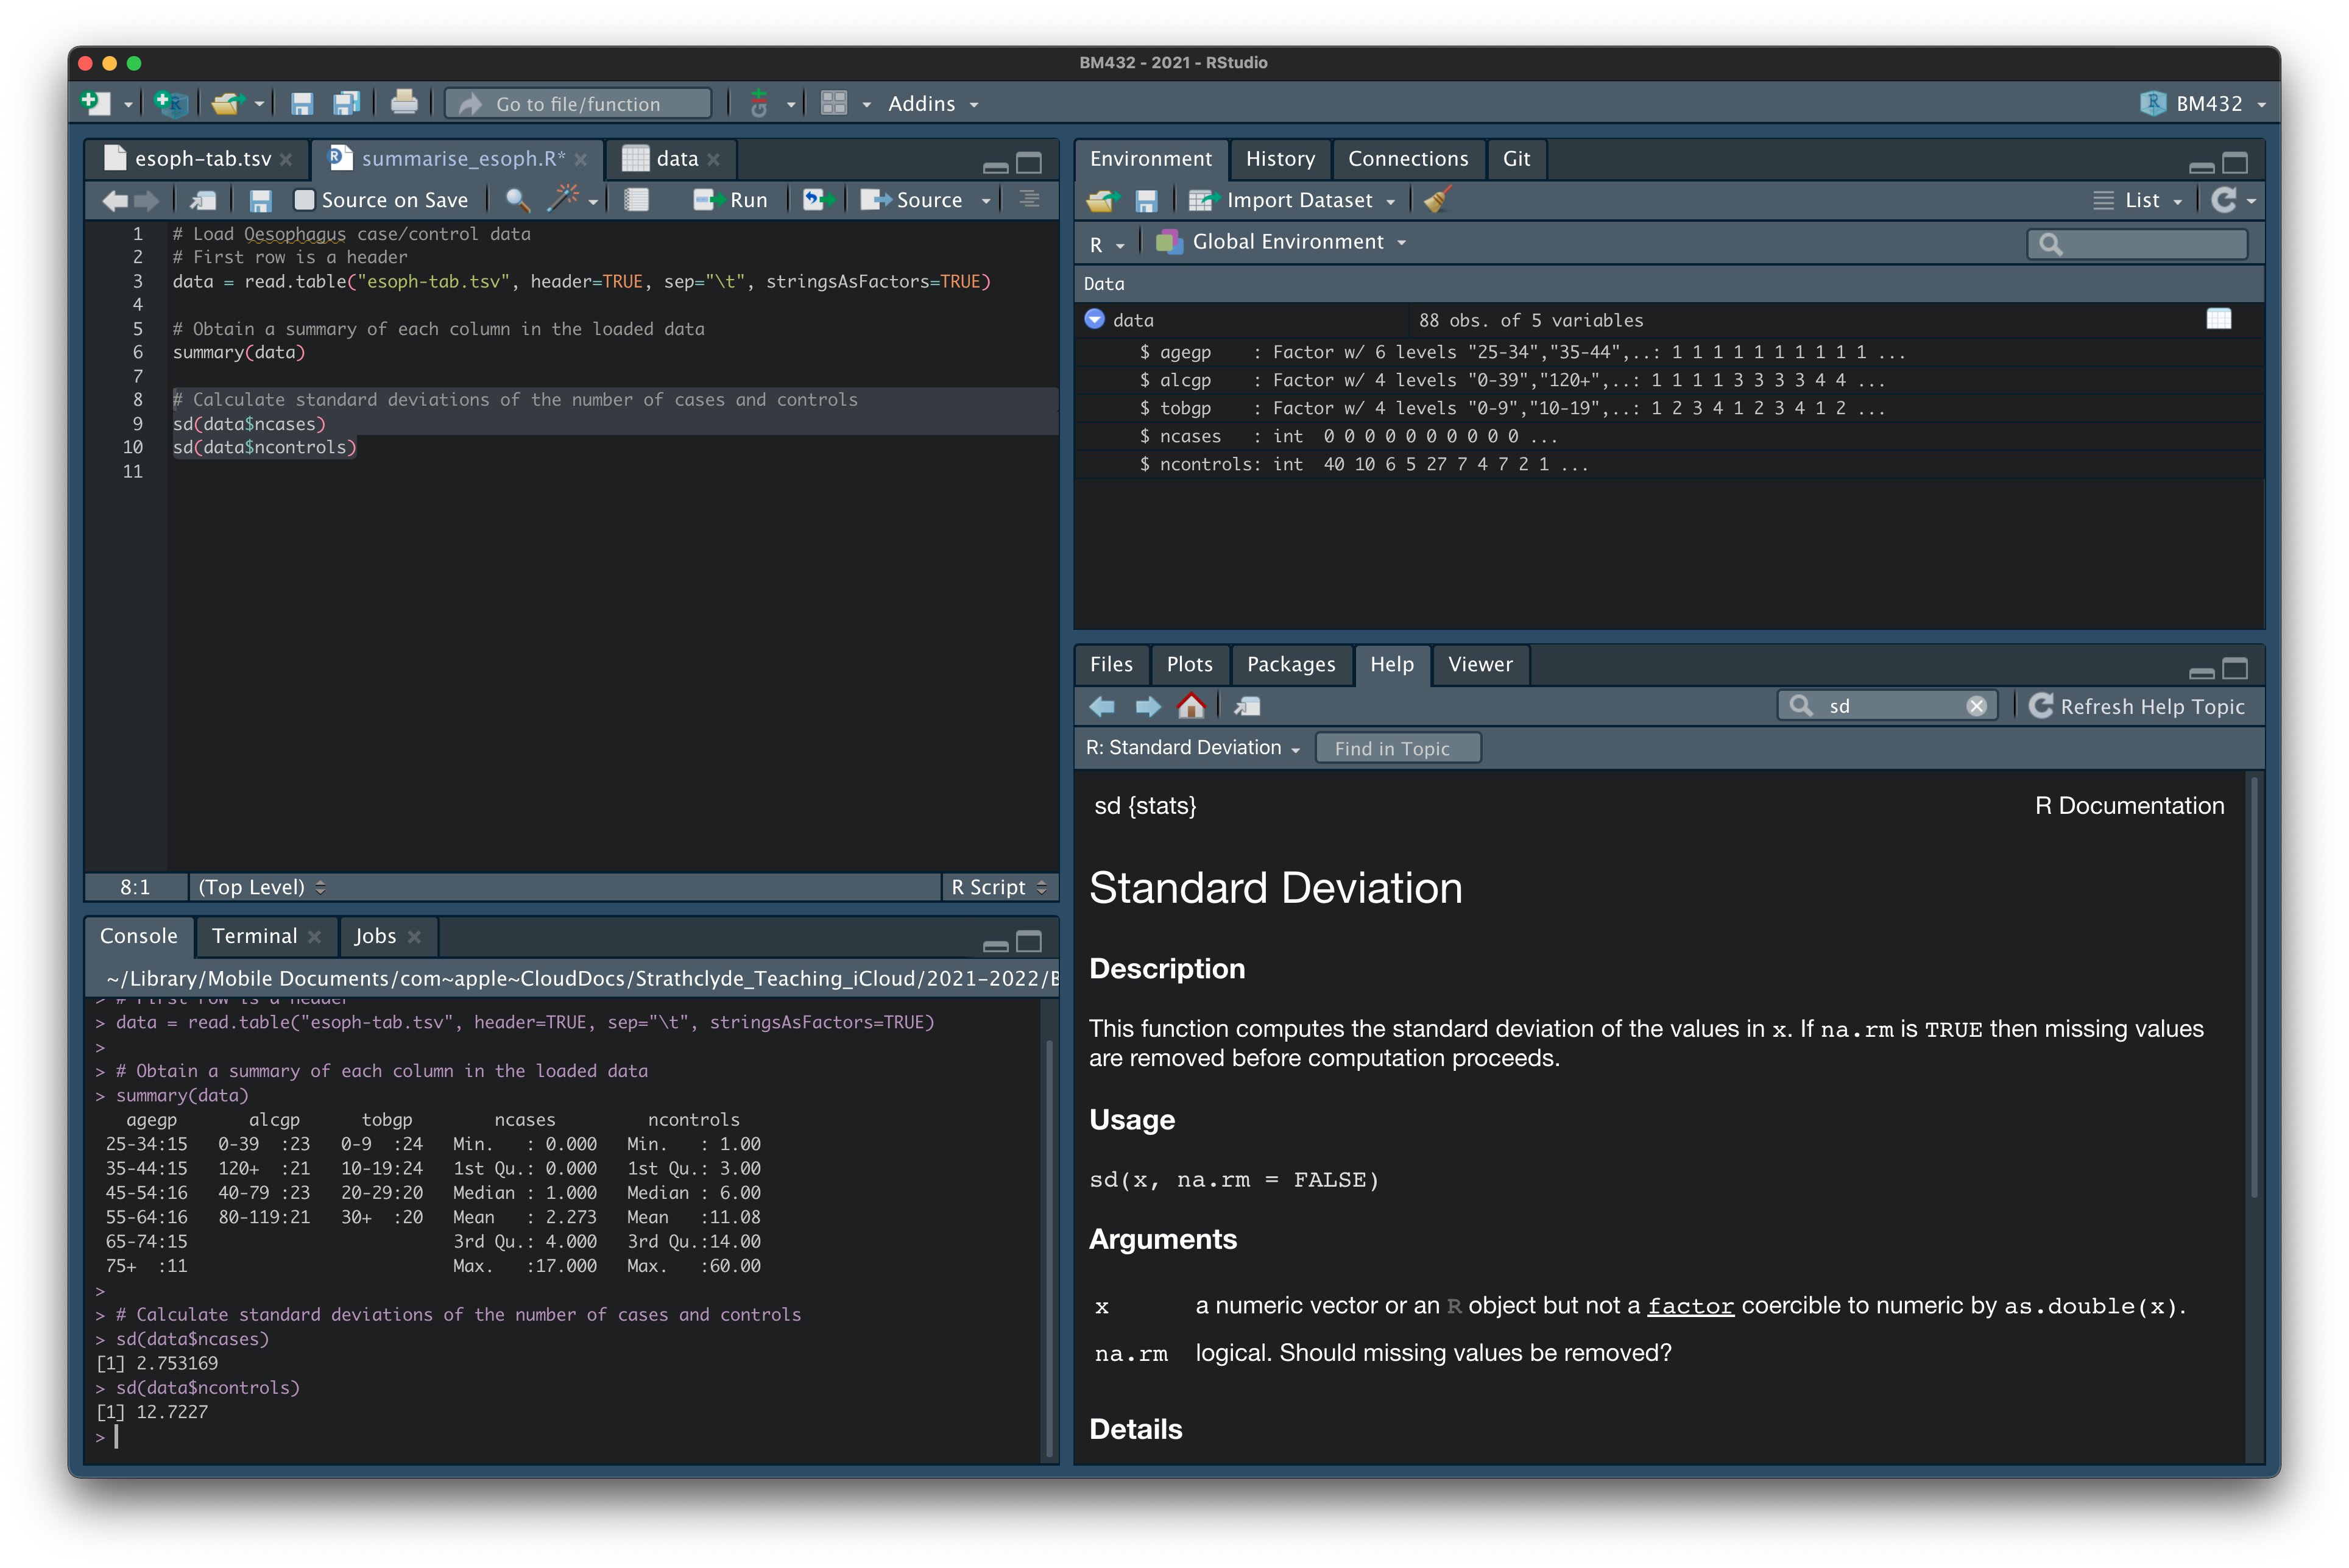 BM432 - 2021 - RStudio
Go to file/function
Addins
BM432
esoph-tab.tsv
summarise_esoph.R*
data
Source on Save
Run
Source
1 # Load Oesophagus case/control data
2 # First row is a header
3 data = read.table("esoph-tab.tsv", header=TRUE, sep="\t", stringsAsFactors=TRUE)
4
5 # Obtain a summary of each column in the loaded data
6 summary(data)
7
8 # Calculate standard deviations of the number of cases and controls
9 sd(data$ncases)
10 sd(data$ncontrols)
11
8:1 (Top Level) R Script
Console Terminal Jobs
~/Library/Mobile Documents/com~apple~CloudDocs/Strathclyde_Teaching_iCloud/2021-2022/B
> # First row is a header
> data = read.table("esoph-tab.tsv", header=TRUE, sep="\t", stringsAsFactors=TRUE)
>
> # Obtain a summary of each column in the loaded data
> summary(data)
agegp alcgp tobgp ncases ncontrols
25-34:15 0-39 :23 0-9 :24 Min. : 0.000 Min. : 1.00
35-44:15 120+ :21 10-19:24 1st Qu.: 0.000 1st Qu.: 3.00
45-54:16 40-79 :23 20-29:20 Median : 1.000 Median : 6.00
55-64:16 80-119:21 30+ :20 Mean : 2.273 Mean :11.08
65-74:15 3rd Qu.: 4.000 3rd Qu.:14.00
75+ :11 Max. :17.000 Max. :60.00
>
> # Calculate standard deviations of the number of cases and controls
> sd(data$ncases)
[1] 2.753169
> sd(data$ncontrols)
[1] 12.7227
>
Environment History Connections Git
Import Dataset
List
R Global Environment
Data
data 88 obs. of 5 variables
$ agegp : Factor w/ 6 levels "25-34","35-44",..: 1 1 1 1 1 1 1 1 1 1 ...
$ alcgp : Factor w/ 4 levels "0-39","120+",..: 1 1 1 1 3 3 3 3 4 4 ...
$ tobgp : Factor w/ 4 levels "0-9","10-19",..: 1 2 3 4 1 2 3 4 1 2 ...
$ ncases : int 0 0 0 0 0 0 0 0 0 0 ...
$ ncontrols: int 40 10 6 5 27 7 4 7 2 1 ...
Files Plots Packages Help Viewer
sd
Refresh Help Topic
R: Standard Deviation
Find in Topic
sd {stats} R Documentation
Standard Deviation
Description
This function computes the standard deviation of the values in x. If na.rm is TRUE then missing values
are removed before computation proceeds.
Usage
sd(x, na.rm = FALSE)
Arguments
x a numeric vector or an R object but not a factor coercible to numeric by as.double(x).
na.rm logical. Should missing values be removed?
Details